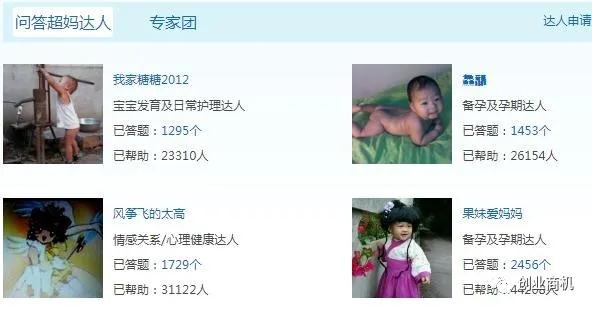 问答超妈达人 专家团 达人申请
我家糖糖2012
宝宝发育及日常护理达人
已答题：1295个
已帮助：23310人
备孕及孕期达人
已答题：1453个
已帮助：26154人
风筝飞的太高
情感关系/心理健康达人
已答题：1729个
已帮助：31122人
果妹爱妈妈
备孕及孕期达人
已答题：2456个
已帮助：44208人
创业商机